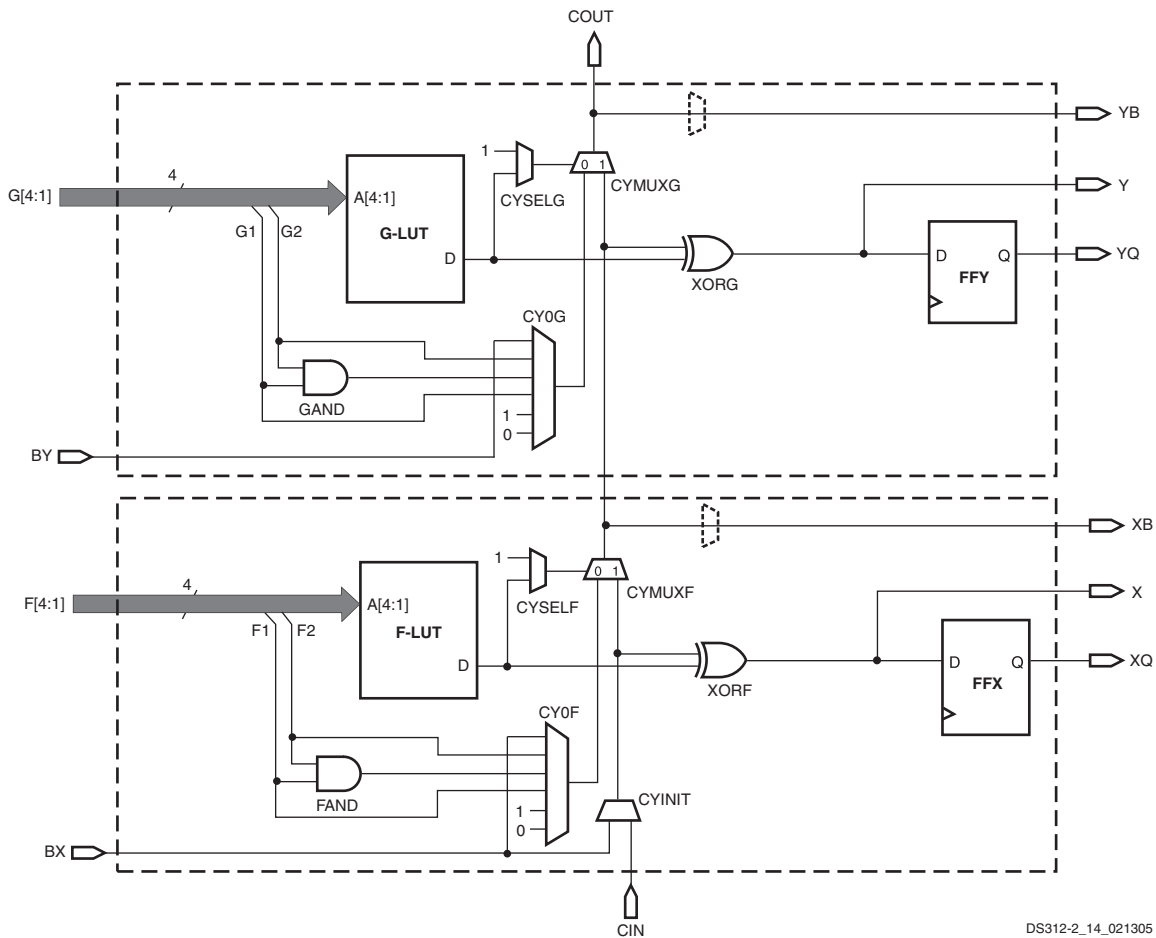 COUT
YB
4
1
0 1
CYMUXG
Y
G[4:1]
A[4:1]
CYSELG
G1
G2
G-LUT
D
XORG
D
Q
FFY
YQ
CY0G
GAND
1
0
BY
XB
1
0 1
CYMUXF
X
4
F[4:1]
A[4:1]
CYSELF
F1
F2
F-LUT
D
XORF
D
Q
FFX
XQ
CY0F
FAND
1
0
CYINIT
BX
CIN
DS312-2_14_021305